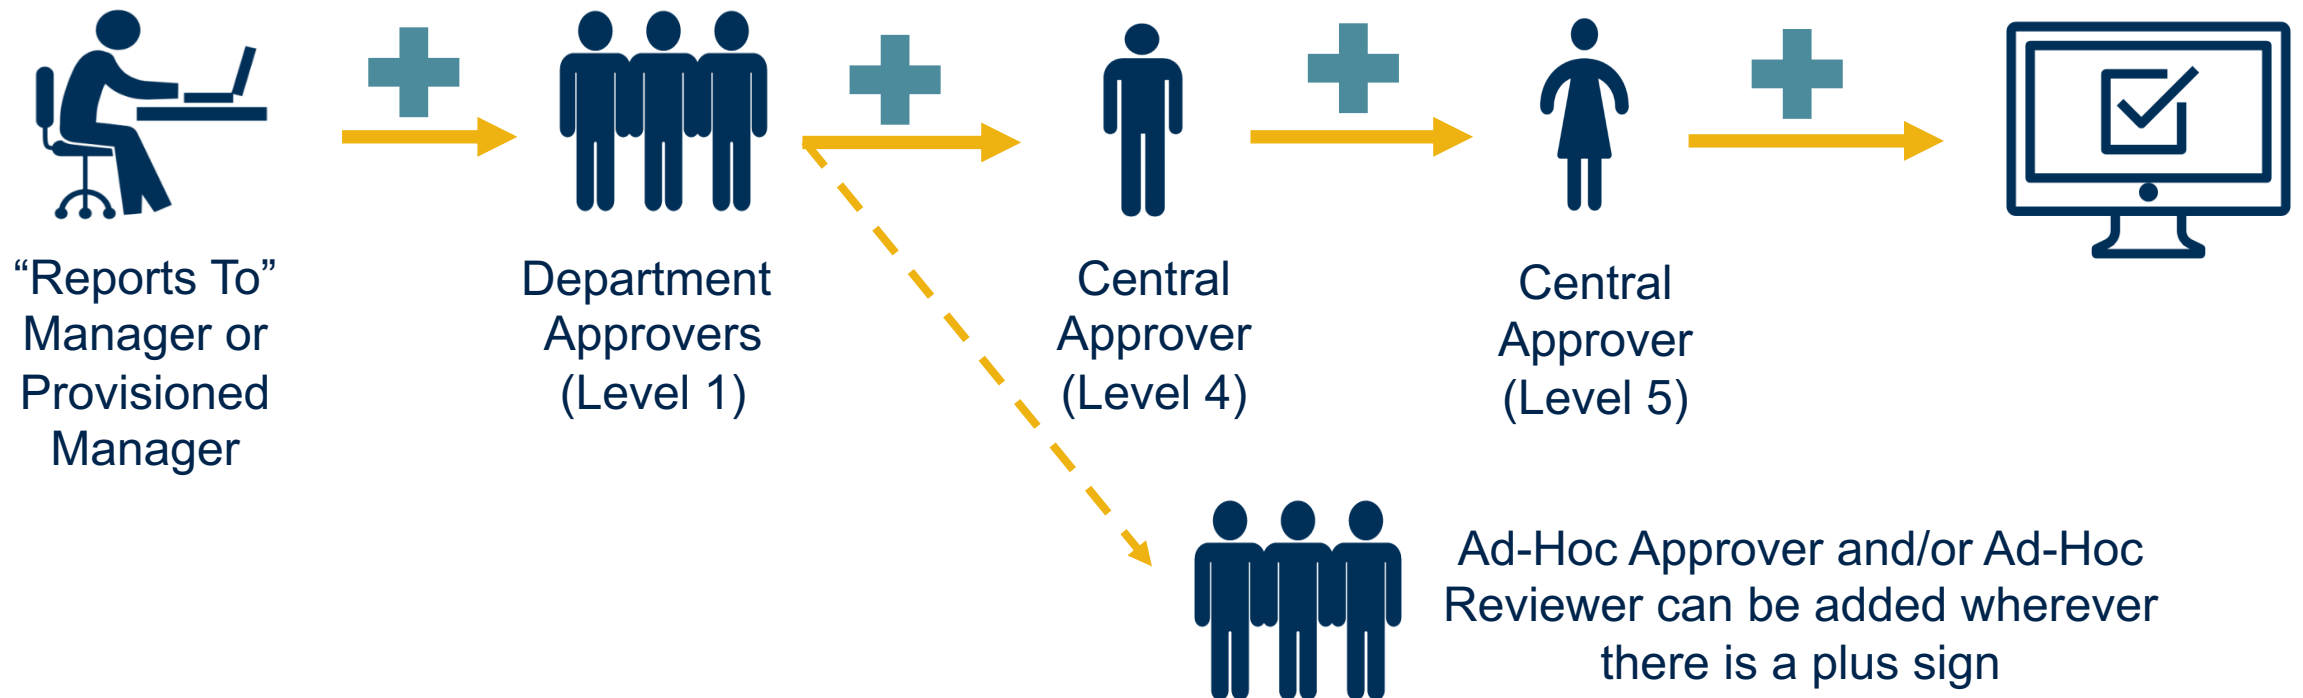 “Reports To”
Manager or
Provisioned
Manager
Department
Approvers
(Level 1)
Central
Approver
(Level 4)
Central
Approver
(Level 5)
Ad-Hoc Approver and/or Ad-Hoc
Reviewer can be added wherever
there is a plus sign